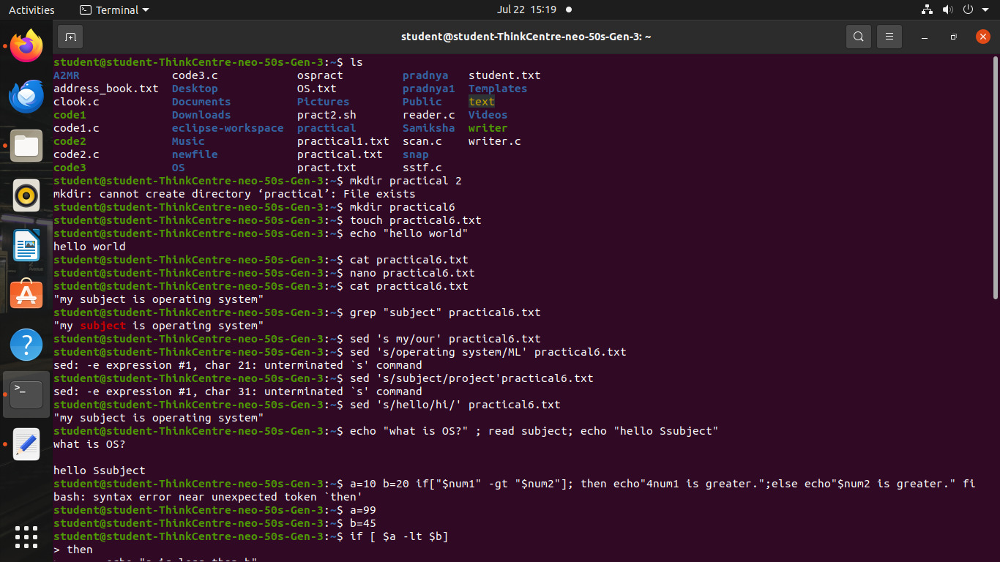 Activities Terminal Jul 22 15:19
student@student-ThinkCentre-neo-50s-Gen-3: ~
student@student-ThinkCentre-neo-50s-Gen-3:~$ ls
A2MR code3.c ospract pradnya student.txt
address_book.txt Desktop OS.txt pradnya1 Templates
clook.c Documents Pictures Public text
code1 Downloads pract2.sh reader.c Videos
code1.c eclipse-workspace practical Samiksha writer
code2 Music practical1.txt scan.c writer.c
code2.c newfile practical.txt snap
code3 OS pract.txt sstf.c
student@student-ThinkCentre-neo-50s-Gen-3:~$ mkdir practical 2
mkdir: cannot create directory ‘practical’: File exists
student@student-ThinkCentre-neo-50s-Gen-3:~$ mkdir practical6
student@student-ThinkCentre-neo-50s-Gen-3:~$ touch practical6.txt
student@student-ThinkCentre-neo-50s-Gen-3:~$ echo "hello world"
hello world
student@student-ThinkCentre-neo-50s-Gen-3:~$ cat practical6.txt
student@student-ThinkCentre-neo-50s-Gen-3:~$ nano practical6.txt
student@student-ThinkCentre-neo-50s-Gen-3:~$ cat practical6.txt
"my subject is operating system"
student@student-ThinkCentre-neo-50s-Gen-3:~$ grep "subject" practical6.txt
"my subject is operating system"
student@student-ThinkCentre-neo-50s-Gen-3:~$ sed 's my/our' practical6.txt
student@student-ThinkCentre-neo-50s-Gen-3:~$ sed 's/operating system/ML' practical6.txt
sed: -e expression #1, char 21: unterminated `s' command
student@student-ThinkCentre-neo-50s-Gen-3:~$ sed 's/subject/project'practical6.txt
sed: -e expression #1, char 31: unterminated `s' command
student@student-ThinkCentre-neo-50s-Gen-3:~$ sed 's/hello/hi/' practical6.txt
"my subject is operating system"
student@student-ThinkCentre-neo-50s-Gen-3:~$ echo "what is OS?" ; read subject; echo "hello Ssubject"
what is OS?
hello Ssubject
student@student-ThinkCentre-neo-50s-Gen-3:~$ a=10 b=20 if["$num1" -gt "$num2"]; then echo"4num1 is greater.";else echo"$num2 is greater." fi
bash: syntax error near unexpected token `then'
student@student-ThinkCentre-neo-50s-Gen-3:~$ a=99
student@student-ThinkCentre-neo-50s-Gen-3:~$ b=45
student@student-ThinkCentre-neo-50s-Gen-3:~$ if [ $a -lt $b]
> then
> echo "a is less than b"